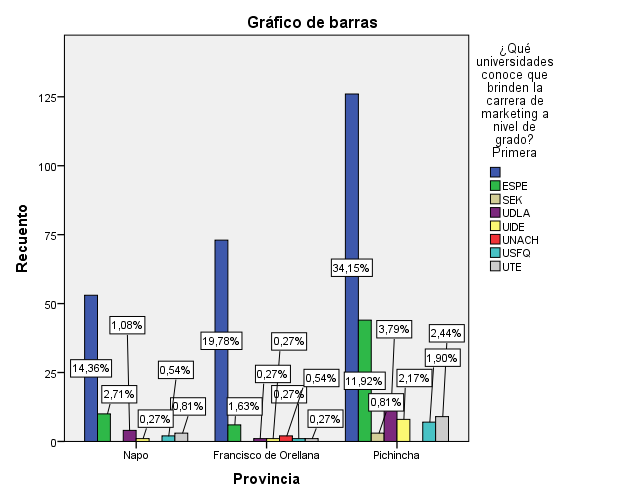 Gráfico de barras
¿Qué
universidades
conoce que
brinden la
carrera de
marketing a
nivel de
grado?
Primera
ESPE
SEK
UDLA
UIDE
UNACH
USFQ
UTE
Recuento
125
100
75
50
25
0
14,36%
2,71%
1,08%
0,27%
0,54%
0,81%
19,78%
1,63%
0,27%
0,27%
0,27%
0,54%
0,27%
34,15%
11,92%
0,81%
3,79%
2,17%
1,90%
2,44%
Napo
Francisco de Orellana
Pichincha
Provincia